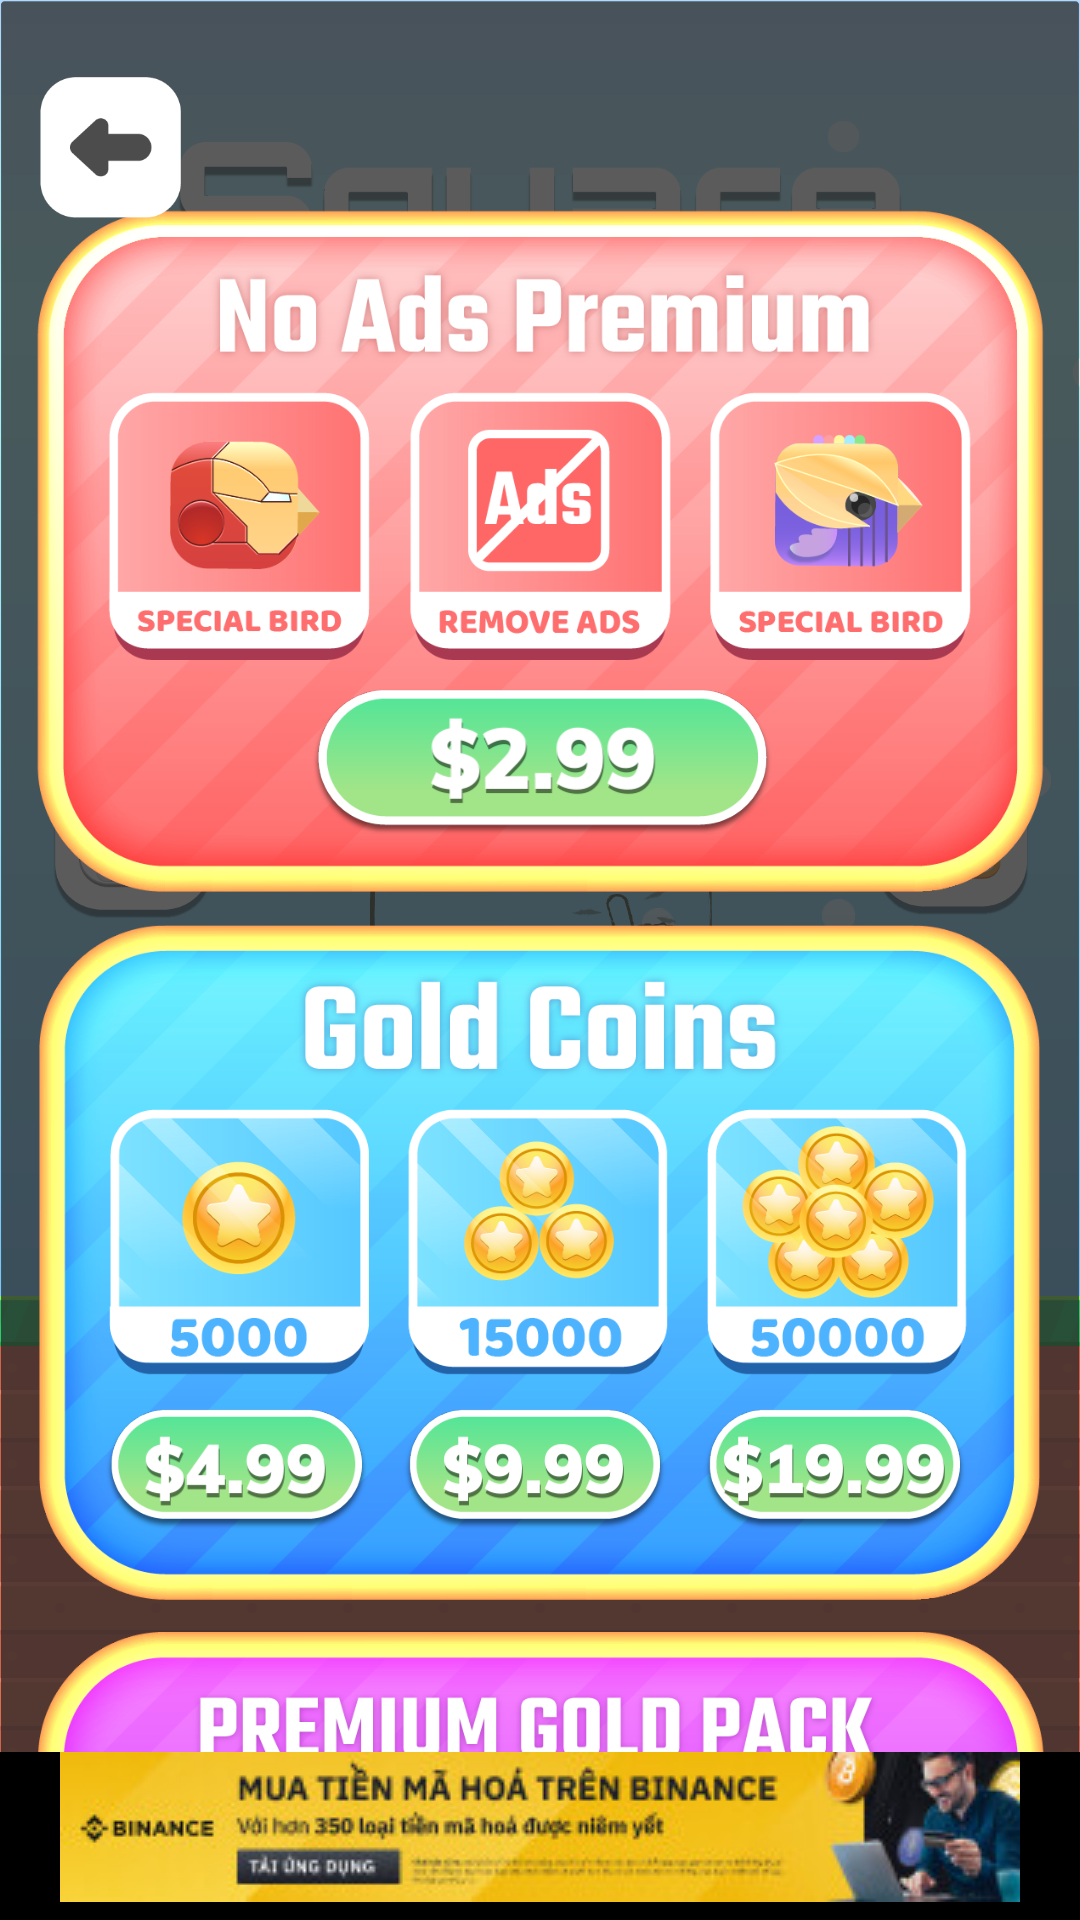 No Ads Premium
SPECIAL BIRD
Ads
REMOVE ADS
SPECIAL BIRD
$2.99
Gold Coins
5000
15000
50000
$4.99
$9.99
$19.99
PREMIUM GOLD PACK
MUA TIỀN MÃ HOÁ TRÊN BINANCE
BINANCE
Với hơn 350 loại tiền mã hoá được niêm yết
TẢI ỨNG DỤNG